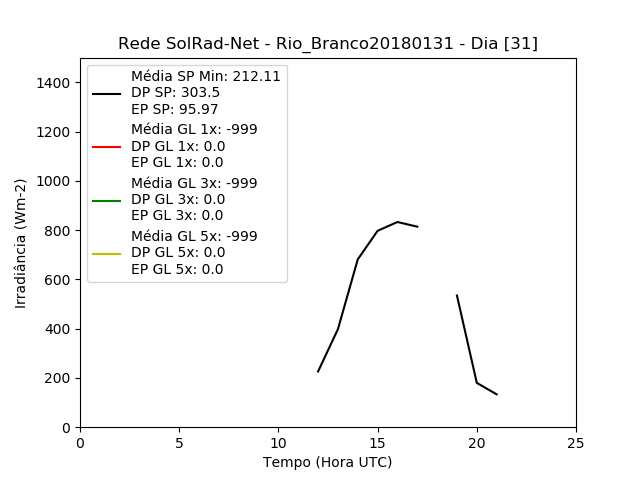 Rede SolRad-Net - Rio_Branco20180131 - Dia [31]
Média SP Min: 212.11
DP SP: 303.5
EP SP: 95.97
Média GL 1x: -999
DP GL 1x: 0.0
EP GL 1x: 0.0
Média GL 3x: -999
DP GL 3x: 0.0
EP GL 3x: 0.0
Média GL 5x: -999
DP GL 5x: 0.0
EP GL 5x: 0.0
Irradiância (Wm-2)
1400
1200
1000
800
600
400
200
0
0 5 10 15 20 25
Tempo (Hora UTC)